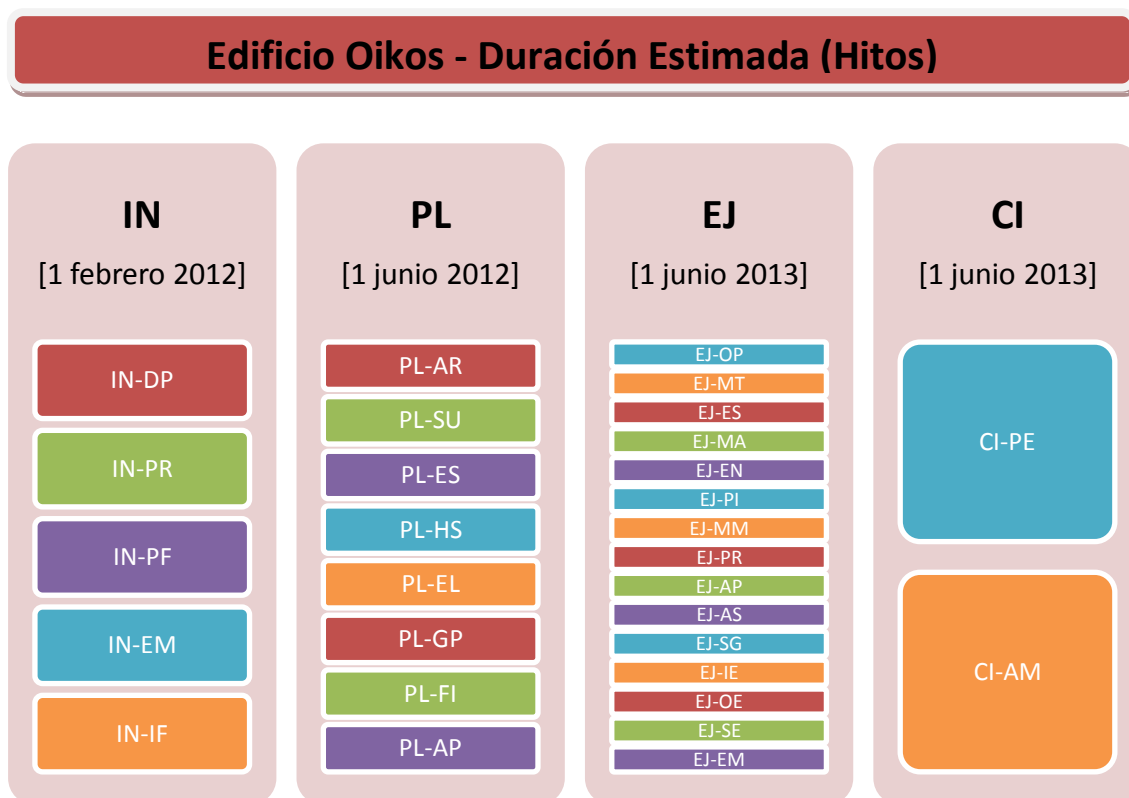 Edificio Oikos - Duración Estimada (Hitos)
IN
[1 febrero 2012]
IN-DP
IN-PR
IN-PF
IN-EM
IN-IF
PL
[1 junio 2012]
PL-AR
PL-SU
PL-ES
PL-HS
PL-EL
PL-GP
PL-FI
PL-AP
EJ
[1 junio 2013]
EJ-OP
EJ-MT
EJ-ES
EJ-MA
EJ-EN
EJ-PI
EJ-MM
EJ-PR
EJ-AP
EJ-AS
EJ-SG
EJ-IE
EJ-OE
EJ-SE
EJ-EM
CI
[1 junio 2013]
CI-PE
CI-AM